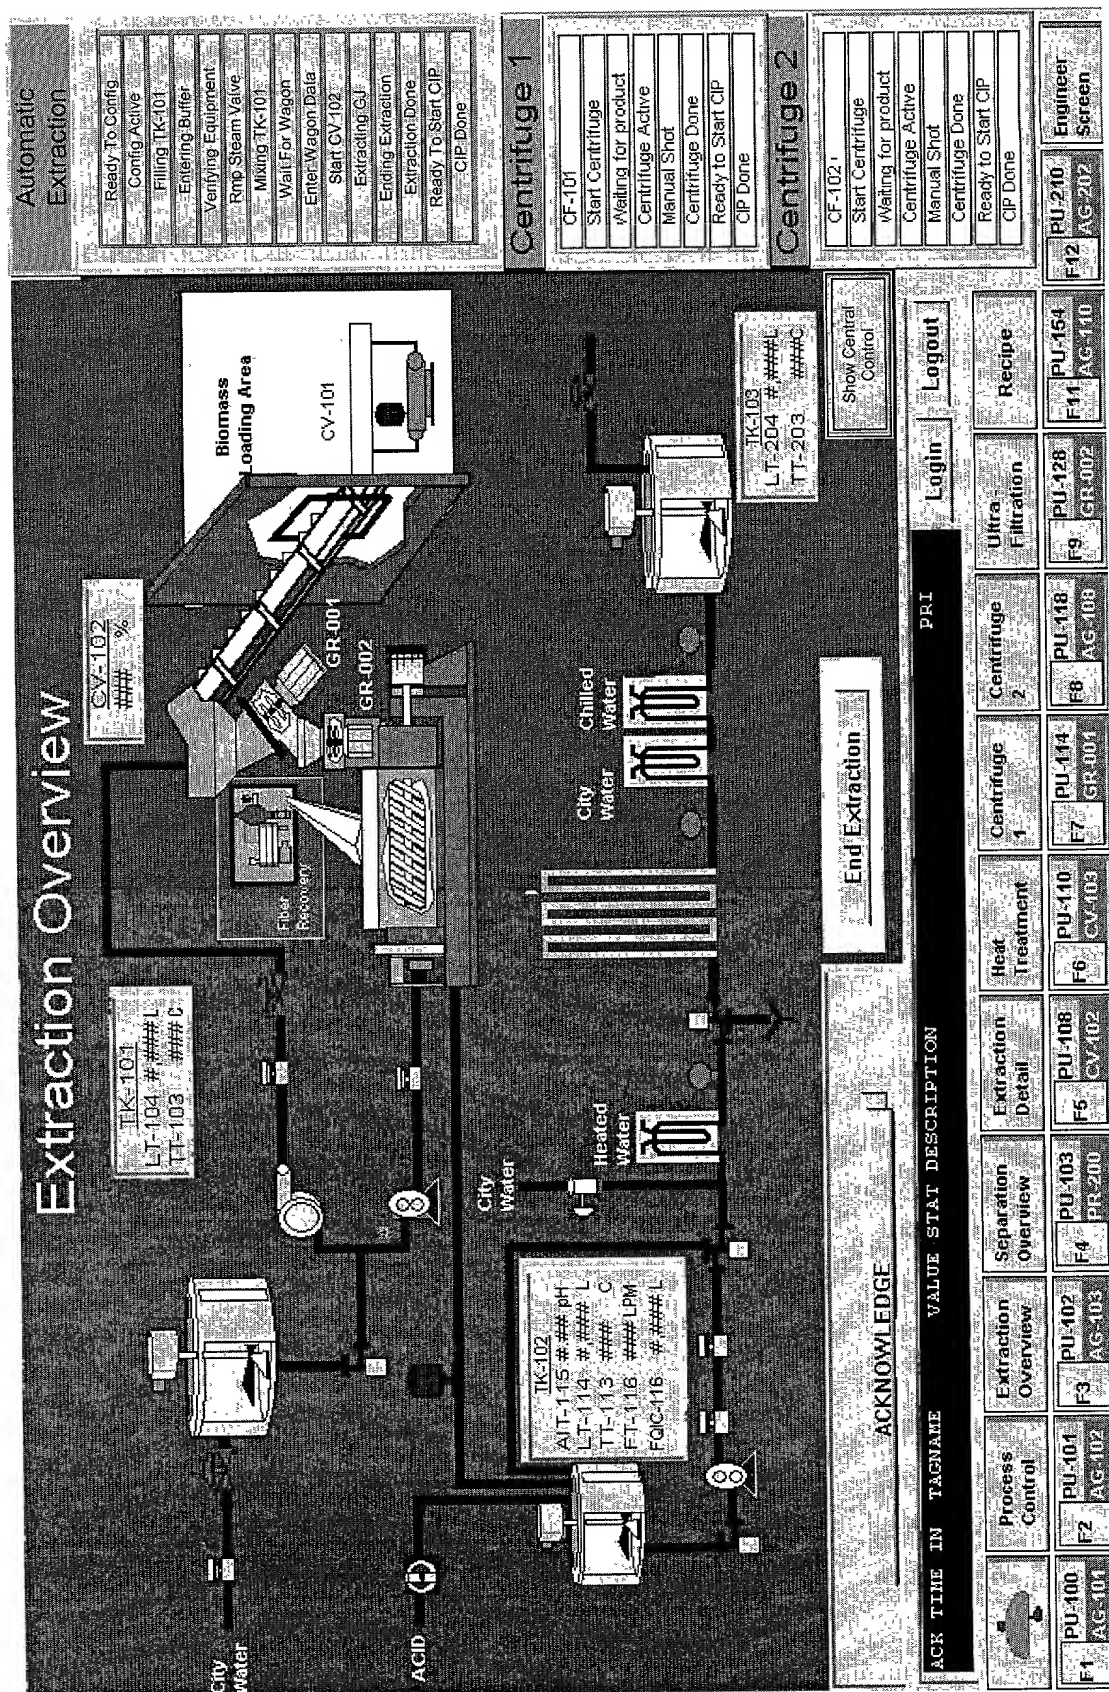 Extraction Overview
Automatic
Extraction
Ready To Config
Config Active
Filling TK-101
Entering Buffer
Verifying Equipment
Rmp Steam Valve
Mixing TK-101
Wait For Wagon
Enter Wagon Data
Start CV-102
Extracting GJ
Ending Extraction
Extraction Done
Ready To Start CIP
CIP Done
Centrifuge 1
CF-101
Start Centrifuge
Waiting for product
Centrifuge Active
Manual Shot
Centrifuge Done
Ready to Start CIP
CIP Done
Centrifuge 2
CF-102
Start Centrifuge
Waiting for product
Centrifuge Active
Manual Shot
Centrifuge Done
Ready to Start CIP
CIP Done
TK-101
LT-104 #,###L
TT-103 ###C
CV-102
### %
Biomass
Loading Area
CV-101
GR-001
GR-002
Fiber
Recovery
City
Water
ACID
TK-102
AIT-115 #.## pH
LT-114 #,### L
TT-113 ### C
FT-116 ### LPM
FQIC-116 #,### L
City
Water
Heated
Water
City
Water
Chilled
Water
TK-103
LT-204 #,###L
TT-203 ###C
Show Central
Control
End Extraction
ACKNOWLEDGE
Login
Logout
ACK TIME IN TAGNAME VALUE STAT DESCRIPTION PRI
Process
Control
Extraction
Overview
Separation
Overview
Extraction
Detail
Heat
Treatment
Centrifuge
1
Centrifuge
2
Ultra-
Filtration
Recipe
Engineer
Screen
F1 PU-100 AG-101
F2 PU-101 AG-102
F3 PU-102 AG-103
F4 PU-103 PR-200
F5 PU-108 CV-102
F6 PU-110 CV-103
F7 PU-114 GR-001
F8 PU-118 AG-108
F9 PU-128 GR-002
F11 PU-154 AG-110
F12 PU-210 AG-202